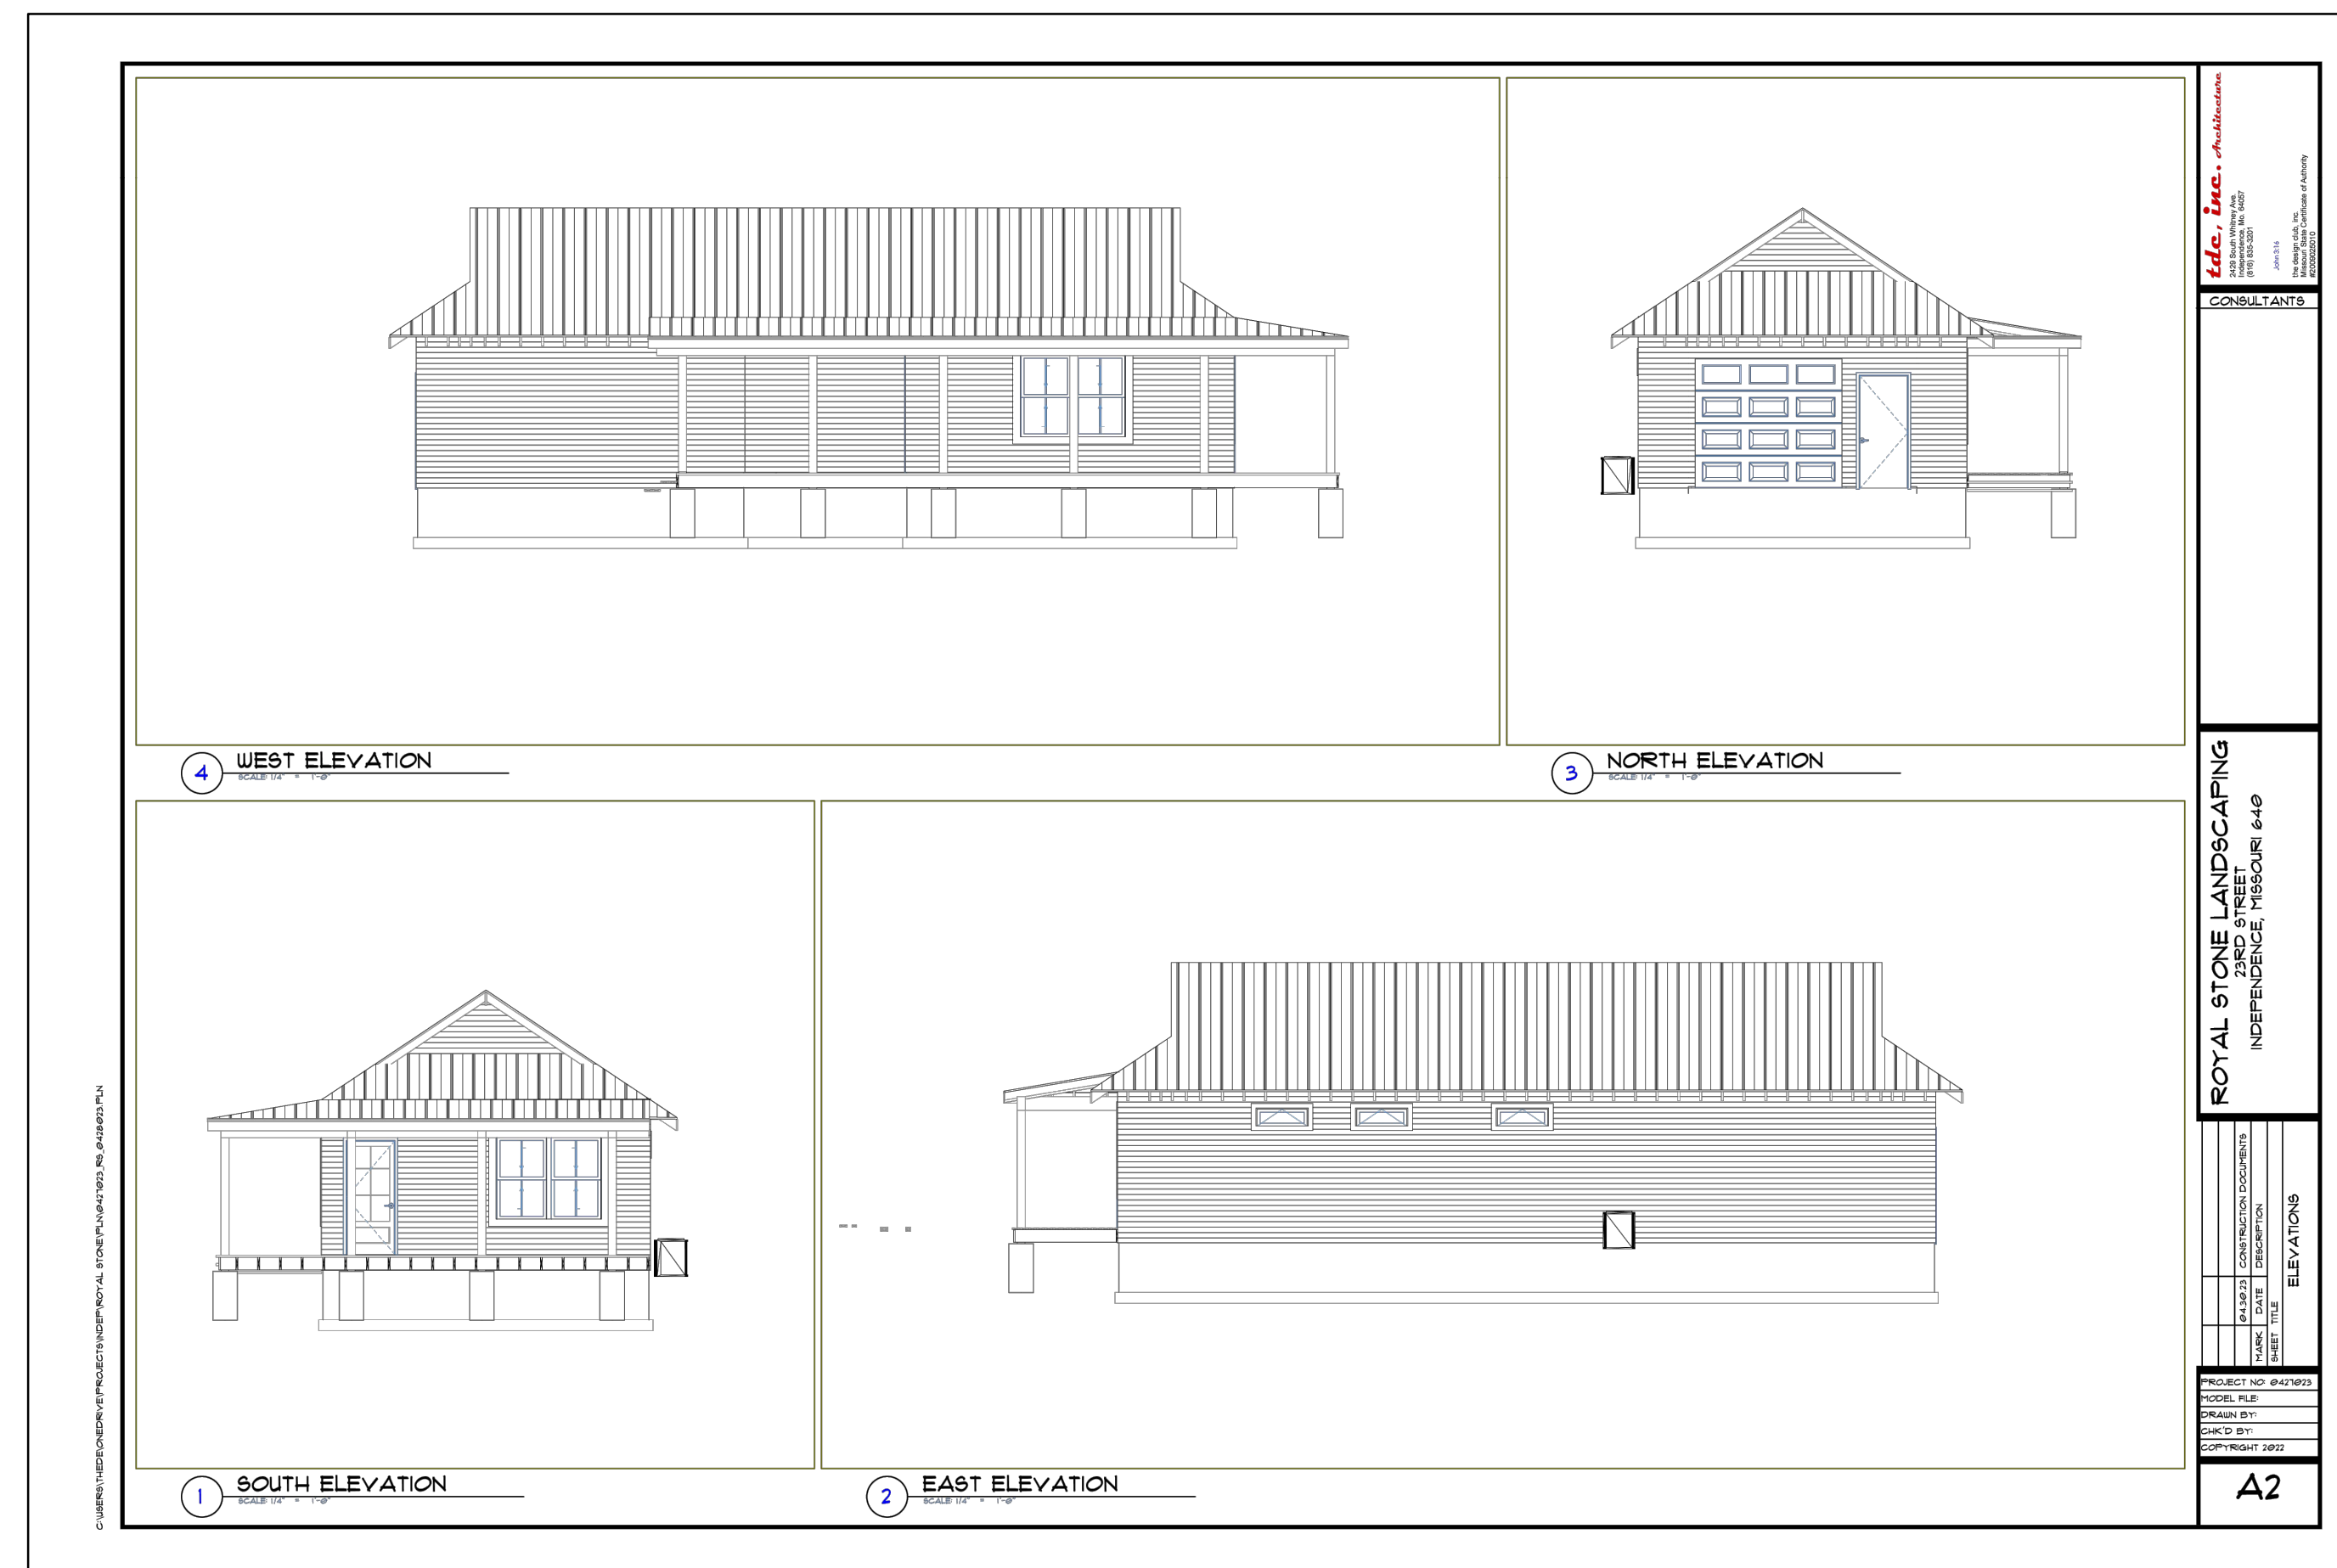 4
WEST ELEVATION
SCALE: 1/4" = 1'-0"
3
NORTH ELEVATION
SCALE: 1/4" = 1'-0"
1
SOUTH ELEVATION
SCALE: 1/4" = 1'-0"
2
EAST ELEVATION
SCALE: 1/4" = 1'-0"
tdc, inc. Architecture
2429 South Whitney Ave.
Independence, Mo. 64057
(816) 835-3201
John 3:16
the design club, inc.
Missouri State Certificate of Authority
CONSULTANTS
ROYAL STONE LANDSCAPING
23RD STREET
INDEPENDENCE, MISSOURI 640
04.30.23 CONSTRUCTION DOCUMENTS
MARK DATE DESCRIPTION
SHEET TITLE
ELEVATIONS
PROJECT NO: 0427023
MODEL FILE:
DRAWN BY:
CHK'D BY:
COPYRIGHT 2022
A2
C:\USERS\THEDE\ONEDRIVE\PROJECTS\INDEP\ROYAL STONE\PLN\0427023_RS_0428023.PLN